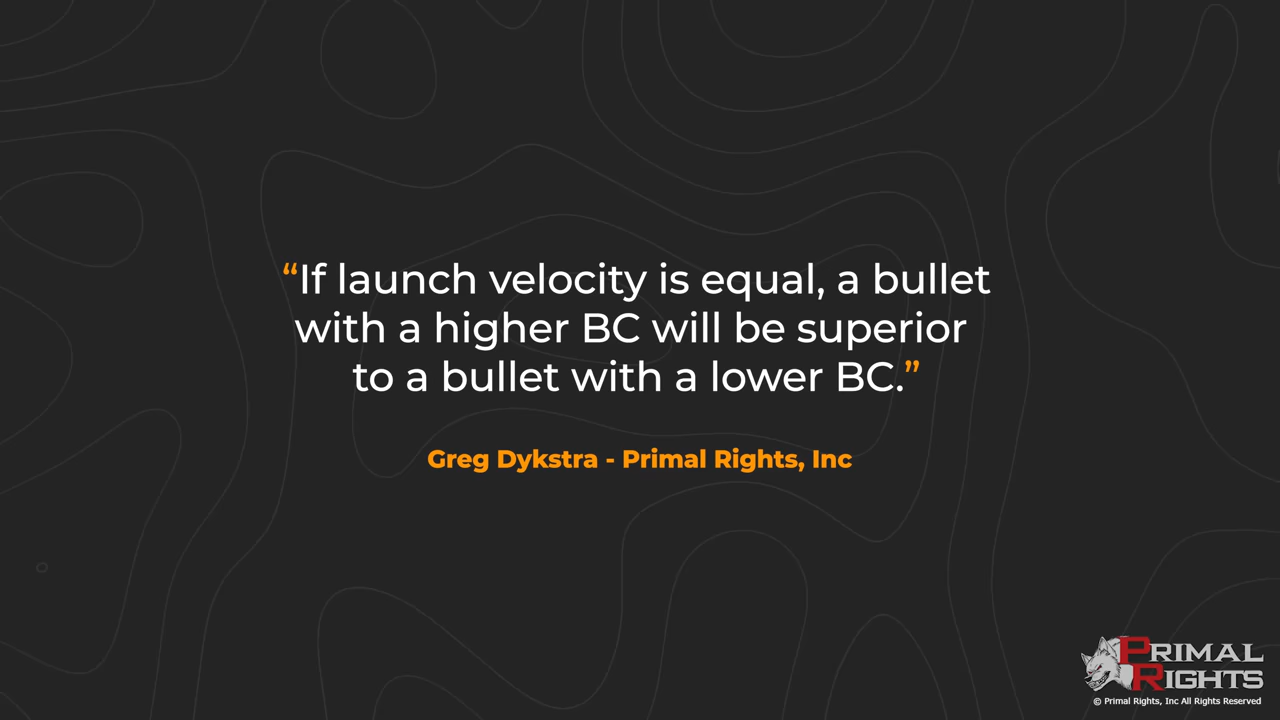 “If launch velocity is equal, a bullet
with a higher BC will be superior
to a bullet with a lower BC.”
Greg Dykstra - Primal Rights, Inc
PRIMAL
RIGHTS
© Primal Rights, Inc All Rights Reserved